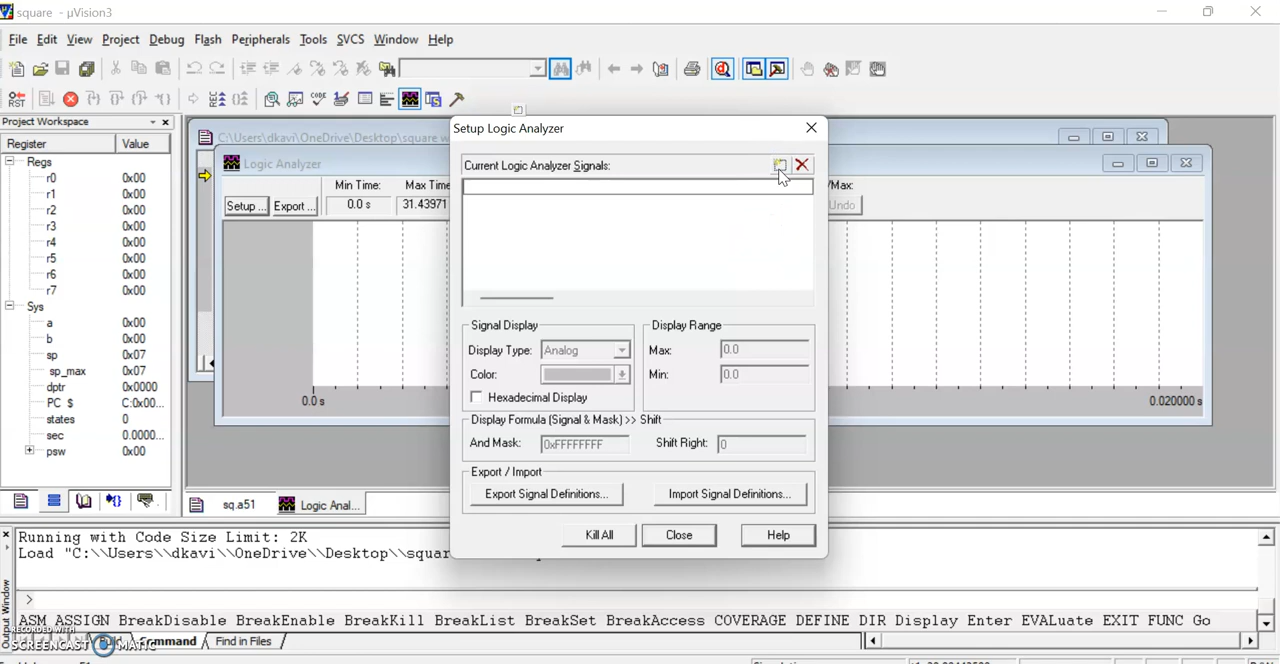 square - µVision3
File Edit View Project Debug Flash Peripherals Tools SVCS Window Help
RST
CODE
Project Workspace
Register Value
Regs
r0 0x00
r1 0x00
r2 0x00
r3 0x00
r4 0x00
r5 0x00
r6 0x00
r7 0x00
Sys
a 0x00
b 0x00
sp 0x07
sp_max 0x07
dptr 0x0000
PC $ C:0x00...
states 0
sec 0.0000...
psw 0x00
C:\Users\dkavi\OneDrive\Desktop\square w
Logic Analyzer
Min Time: Max Time
Setup ... Export ... 0.0 s 31.43971
/Max:
Undo
0.0 s 0.020000 s
sq.a51 Logic Anal...
Setup Logic Analyzer
Current Logic Analyzer Signals:
Signal Display
Display Type: Analog
Color:
Hexadecimal Display
Display Range
Max: 0.0
Min: 0.0
Display Formula (Signal & Mask) >> Shift
And Mask: 0xFFFFFFFF Shift Right: 0
Export / Import
Export Signal Definitions... Import Signal Definitions...
Kill All Close Help
Running with Code Size Limit: 2K
Load "C:\\Users\\dkavi\\OneDrive\\Desktop\\squar
>
ASM ASSIGN BreakDisable BreakEnable BreakKill BreakList BreakSet BreakAccess COVERAGE DEFINE DIR Display Enter EVALuate EXIT FUNC Go
Output Window
Build Command Find in Files
RECORDED WITH
SCREENCAST MATIC